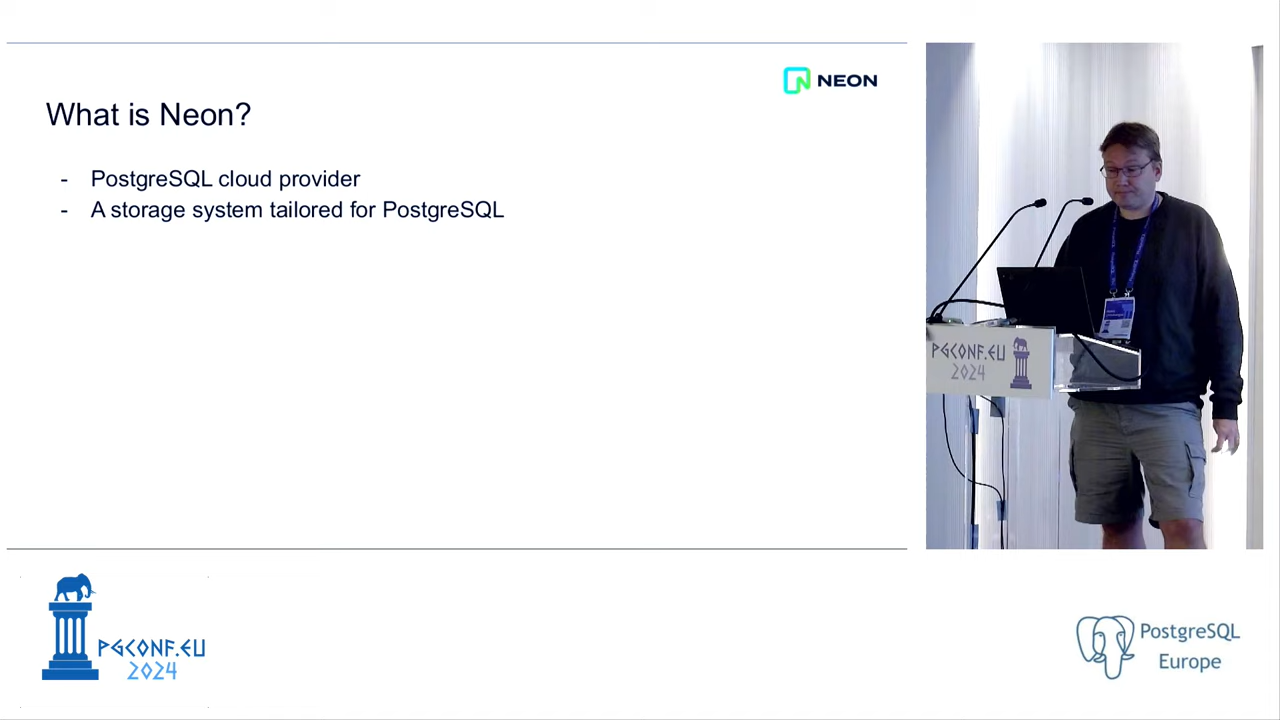 NEON
What is Neon?
- PostgreSQL cloud provider
- A storage system tailored for PostgreSQL
PGCONF.EU
2024
PGCONF.EU
2024
PostgreSQL
Europe